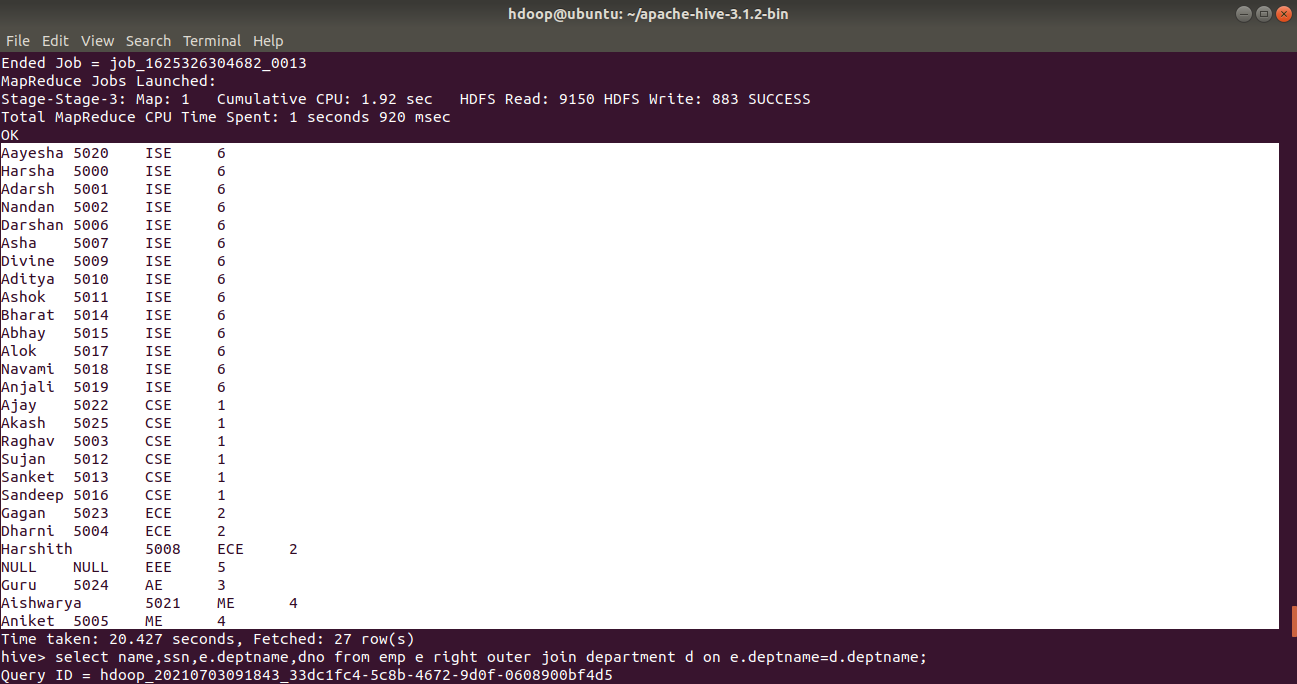 hdoop@ubuntu: ~/apache-hive-3.1.2-bin
File Edit View Search Terminal Help
Ended Job = job_1625326304682_0013
MapReduce Jobs Launched:
Stage-Stage-3: Map: 1   Cumulative CPU: 1.92 sec   HDFS Read: 9150 HDFS Write: 883 SUCCESS
Total MapReduce CPU Time Spent: 1 seconds 920 msec
OK
Aayesha 5020    ISE     6
Harsha  5000    ISE     6
Adarsh  5001    ISE     6
Nandan  5002    ISE     6
Darshan 5006    ISE     6
Asha    5007    ISE     6
Divine  5009    ISE     6
Aditya  5010    ISE     6
Ashok   5011    ISE     6
Bharat  5014    ISE     6
Abhay   5015    ISE     6
Alok    5017    ISE     6
Navami  5018    ISE     6
Anjali  5019    ISE     6
Ajay    5022    CSE     1
Akash   5025    CSE     1
Raghav  5003    CSE     1
Sujan   5012    CSE     1
Sanket  5013    CSE     1
Sandeep 5016    CSE     1
Gagan   5023    ECE     2
Dharni  5004    ECE     2
Harshith        5008    ECE     2
NULL    NULL    EEE     5
Guru    5024    AE      3
Aishwarya       5021    ME      4
Aniket  5005    ME      4
Time taken: 20.427 seconds, Fetched: 27 row(s)
hive> select name,ssn,e.deptname,dno from emp e right outer join department d on e.deptname=d.deptname;
Query ID = hdoop_20210703091843_33dc1fc4-5c8b-4672-9d0f-0608900bf4d5